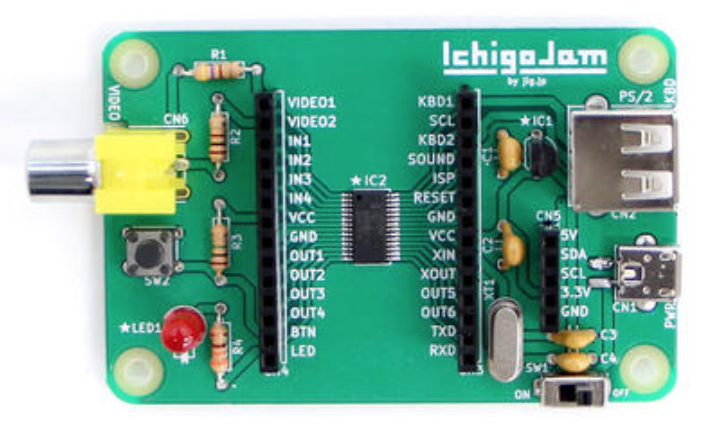 IchigoJam
by jig.jp
R1
VIDEO
CN6
R2
VIDEO1
VIDEO2
IN1
IN2
IN3
IN4
VCC
GND
OUT1
OUT2
OUT3
OUT4
BTN
LED
★IC2
KBD1
SCL
KBD2
SOUND
ISP
RESET
GND
VCC
XIN
XOUT
OUT5
OUT6
TXD
RXD
C1
★IC1
PS/2
KBD
CN2
C2
CN5
5V
SDA
SCL
3.3V
GND
CN1
PWR
R3
SW2
★LED1
R4
XT1
C3
C4
SW1
ON
OFF